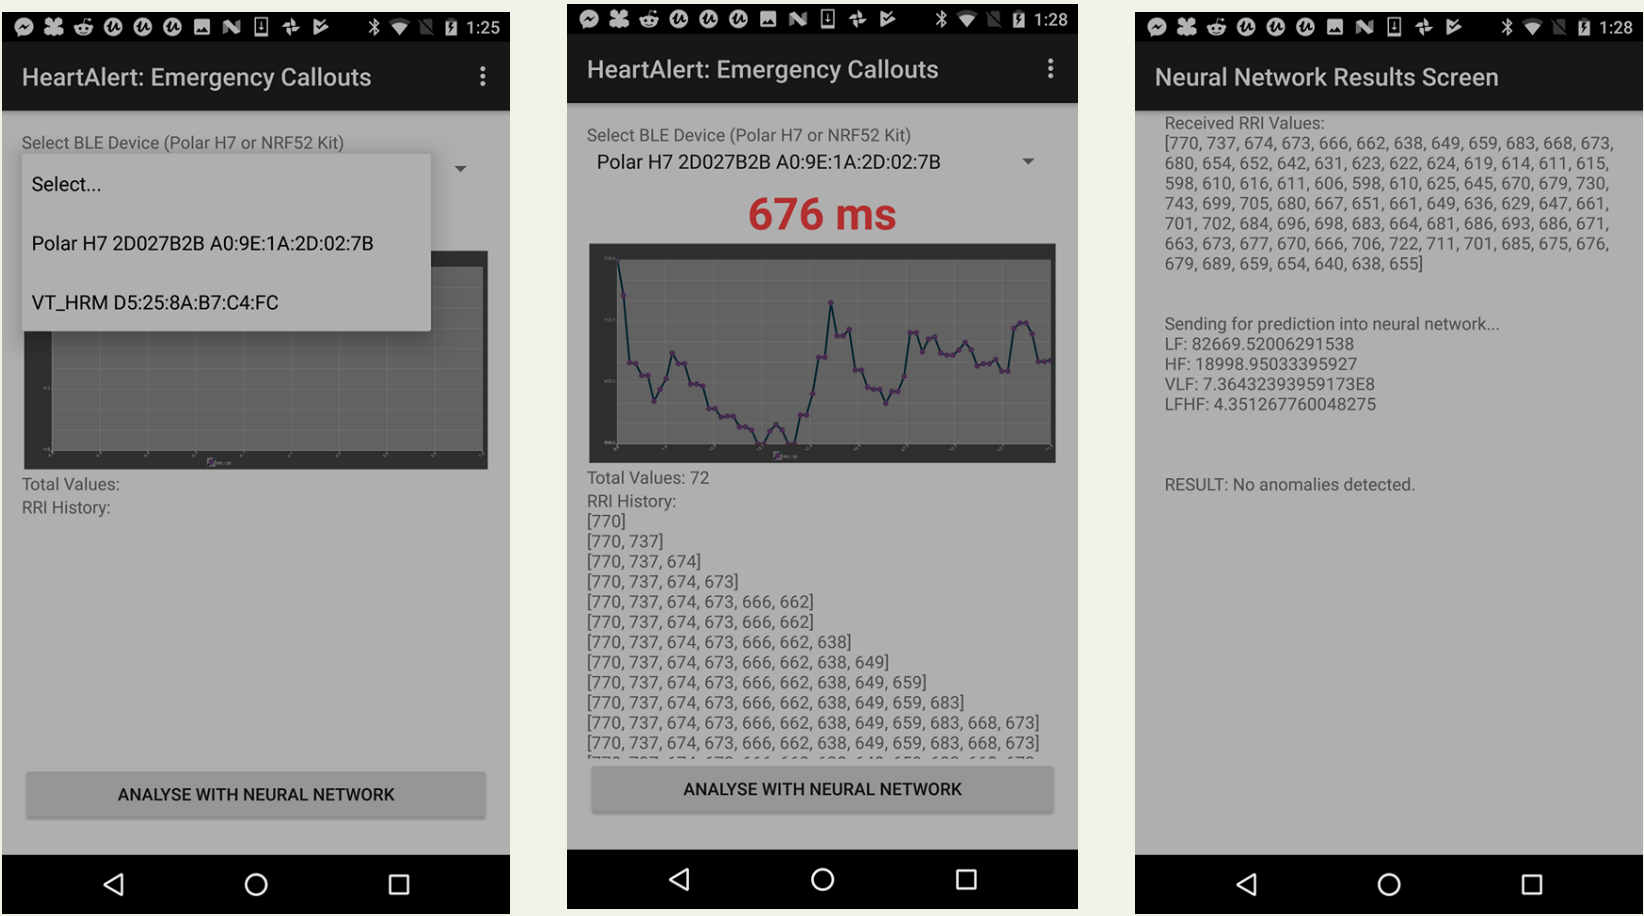 1:25
HeartAlert: Emergency Callouts
Select BLE Device (Polar H7 or NRF52 Kit)
Select...
Polar H7 2D027B2B A0:9E:1A:2D:02:7B
VT_HRM D5:25:8A:B7:C4:FC
Total Values:
RRI History:
ANALYSE WITH NEURAL NETWORK
1:28
HeartAlert: Emergency Callouts
Select BLE Device (Polar H7 or NRF52 Kit)
Polar H7 2D027B2B A0:9E:1A:2D:02:7B
676 ms
Total Values: 72
RRI History:
[770]
[770, 737]
[770, 737, 674]
[770, 737, 674, 673]
[770, 737, 674, 673, 666, 662]
[770, 737, 674, 673, 666, 662]
[770, 737, 674, 673, 666, 662, 638]
[770, 737, 674, 673, 666, 662, 638, 649]
[770, 737, 674, 673, 666, 662, 638, 649, 659]
[770, 737, 674, 673, 666, 662, 638, 649, 659, 683]
[770, 737, 674, 673, 666, 662, 638, 649, 659, 683, 668, 673]
[770, 737, 674, 673, 666, 662, 638, 649, 659, 683, 668, 673]
ANALYSE WITH NEURAL NETWORK
1:28
Neural Network Results Screen
Received RRI Values:
[770, 737, 674, 673, 666, 662, 638, 649, 659, 683, 668, 673,
680, 654, 652, 642, 631, 623, 622, 624, 619, 614, 611, 615,
598, 610, 616, 611, 606, 598, 610, 625, 645, 670, 679, 730,
743, 699, 705, 680, 667, 651, 661, 649, 636, 629, 647, 661,
701, 702, 684, 696, 698, 683, 664, 681, 686, 693, 686, 671,
663, 673, 677, 670, 666, 706, 722, 711, 701, 685, 675, 676,
679, 689, 659, 654, 640, 638, 655]
Sending for prediction into neural network...
LF: 82669.52006291538
HF: 18998.95033395927
VLF: 7.36432393959173E8
LFHF: 4.351267760048275
RESULT: No anomalies detected.